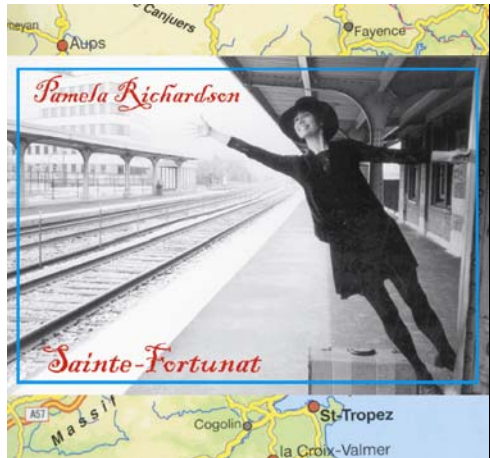 Canjuers
Aups
Fayence
Pamela Richardson
Sainte-Fortunat
A57
Massif
St-Tropez
Cogolin
la Croix-Valmer